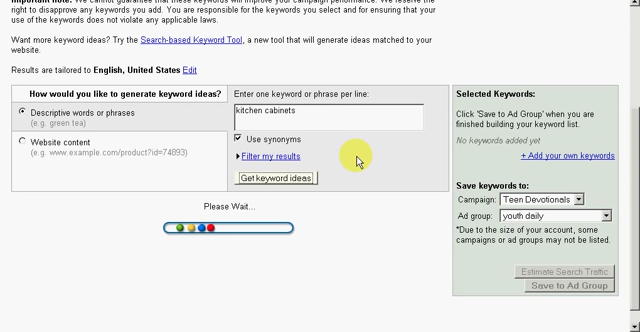 Important note: We cannot guarantee that these keywords will improve your campaign performance. We reserve the
right to disapprove any keywords you add. You are responsible for the keywords you select and for ensuring that your
use of the keywords does not violate any applicable laws.
Want more keyword ideas? Try the Search-based Keyword Tool, a new tool that will generate ideas matched to your
website.
Results are tailored to English, United States Edit
How would you like to generate keyword ideas?
Descriptive words or phrases
(e.g. green tea)
Website content
(e.g. www.example.com/product?id=74893)
Enter one keyword or phrase per line:
kitchen cabinets
Use synonyms
Filter my results
Get keyword ideas
Please Wait...
Selected Keywords:
Click 'Save to Ad Group' when you are
finished building your keyword list.
No keywords added yet
+ Add your own keywords
Save keywords to:
Campaign: Teen Devotionals
Ad group: youth daily
*Due to the size of your account, some
campaigns or ad groups may not be listed.
Estimate Search Traffic
Save to Ad Group